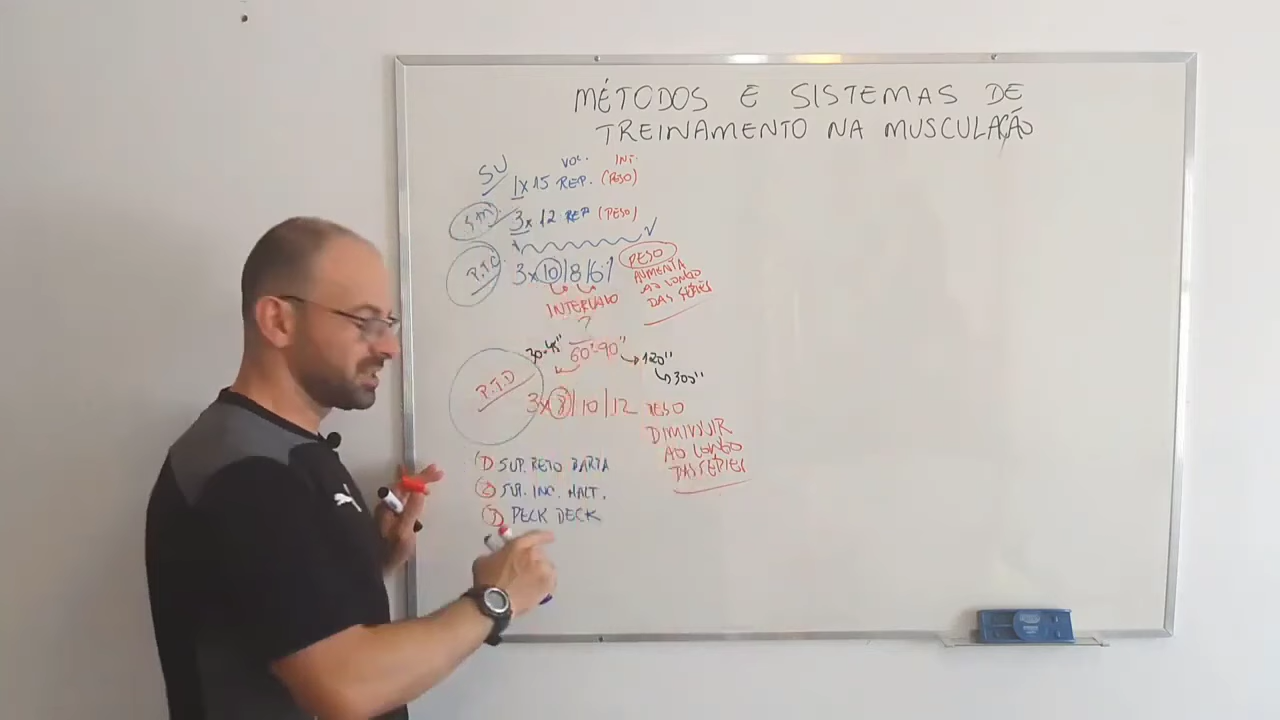 MÉTODOS E SISTEMAS DE
TREINAMENTO NA MUSCULAÇÃO
VOL. INT.
SU 1x15 REP. (PESO)
S.M. 3x 12 REP (PESO)
P.T.C 3x 10/8/6
PESO
AUMENTA
AO LONGO
DAS SÉRIES
INTERVALO
?
30-45" 60"-90" 120"
300"
P.T.D 3x 8/10/12 PESO
DIMINUIR
AO LONGO
DAS SÉRIES
① SUP. RETO BARRA
② SUP. INC. HALT.
③ PECK DECK